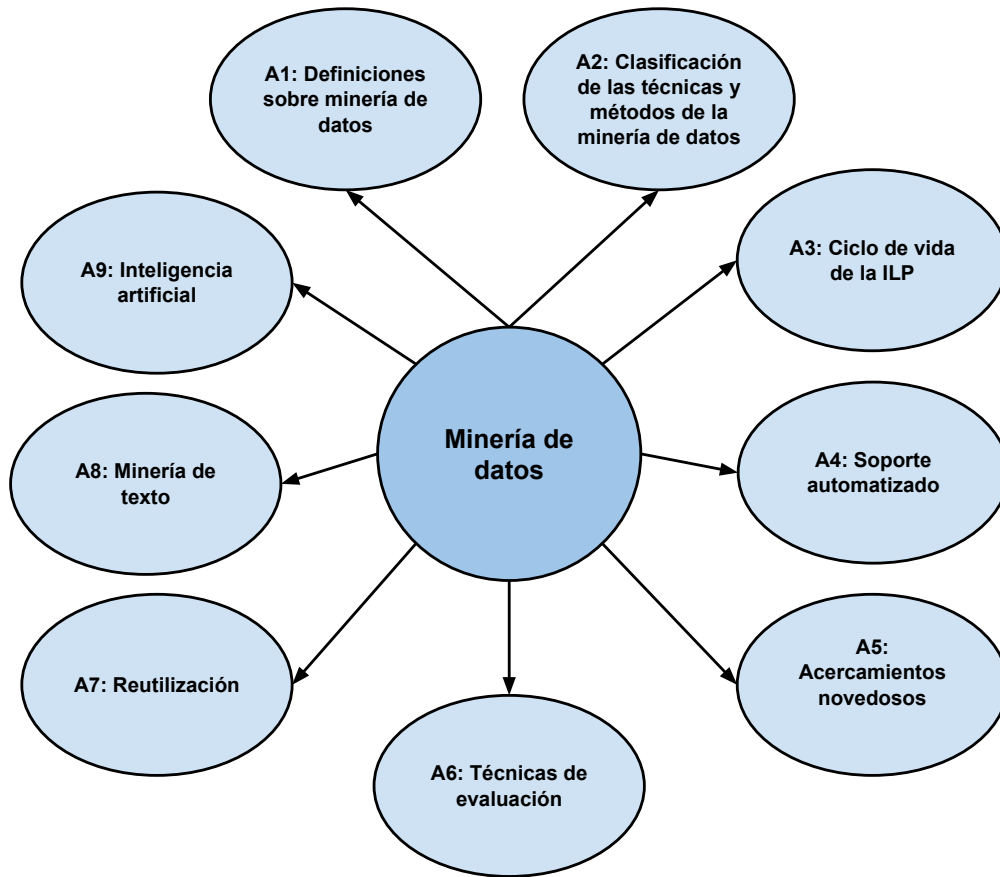 A1: Definiciones
sobre minería de
datos
A2: Clasificación
de las técnicas y
métodos de la
minería de datos
A3: Ciclo de vida
de la ILP
A4: Soporte
automatizado
A5:
Acercamientos
novedosos
A6: Técnicas de
evaluación
A7: Reutilización
A8: Minería de
texto
A9: Inteligencia
artificial
Minería de
datos